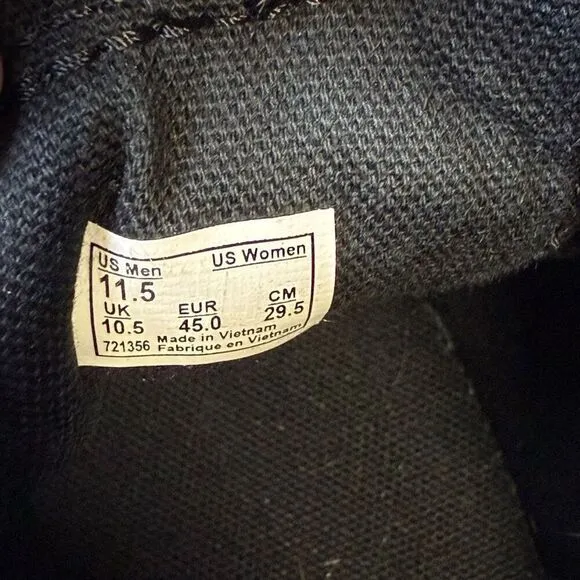 US Men US Women
11.5
UK EUR CM
10.5 45.0 29.5
721356 Made in Vietnam
Fabriqué en Vietnam